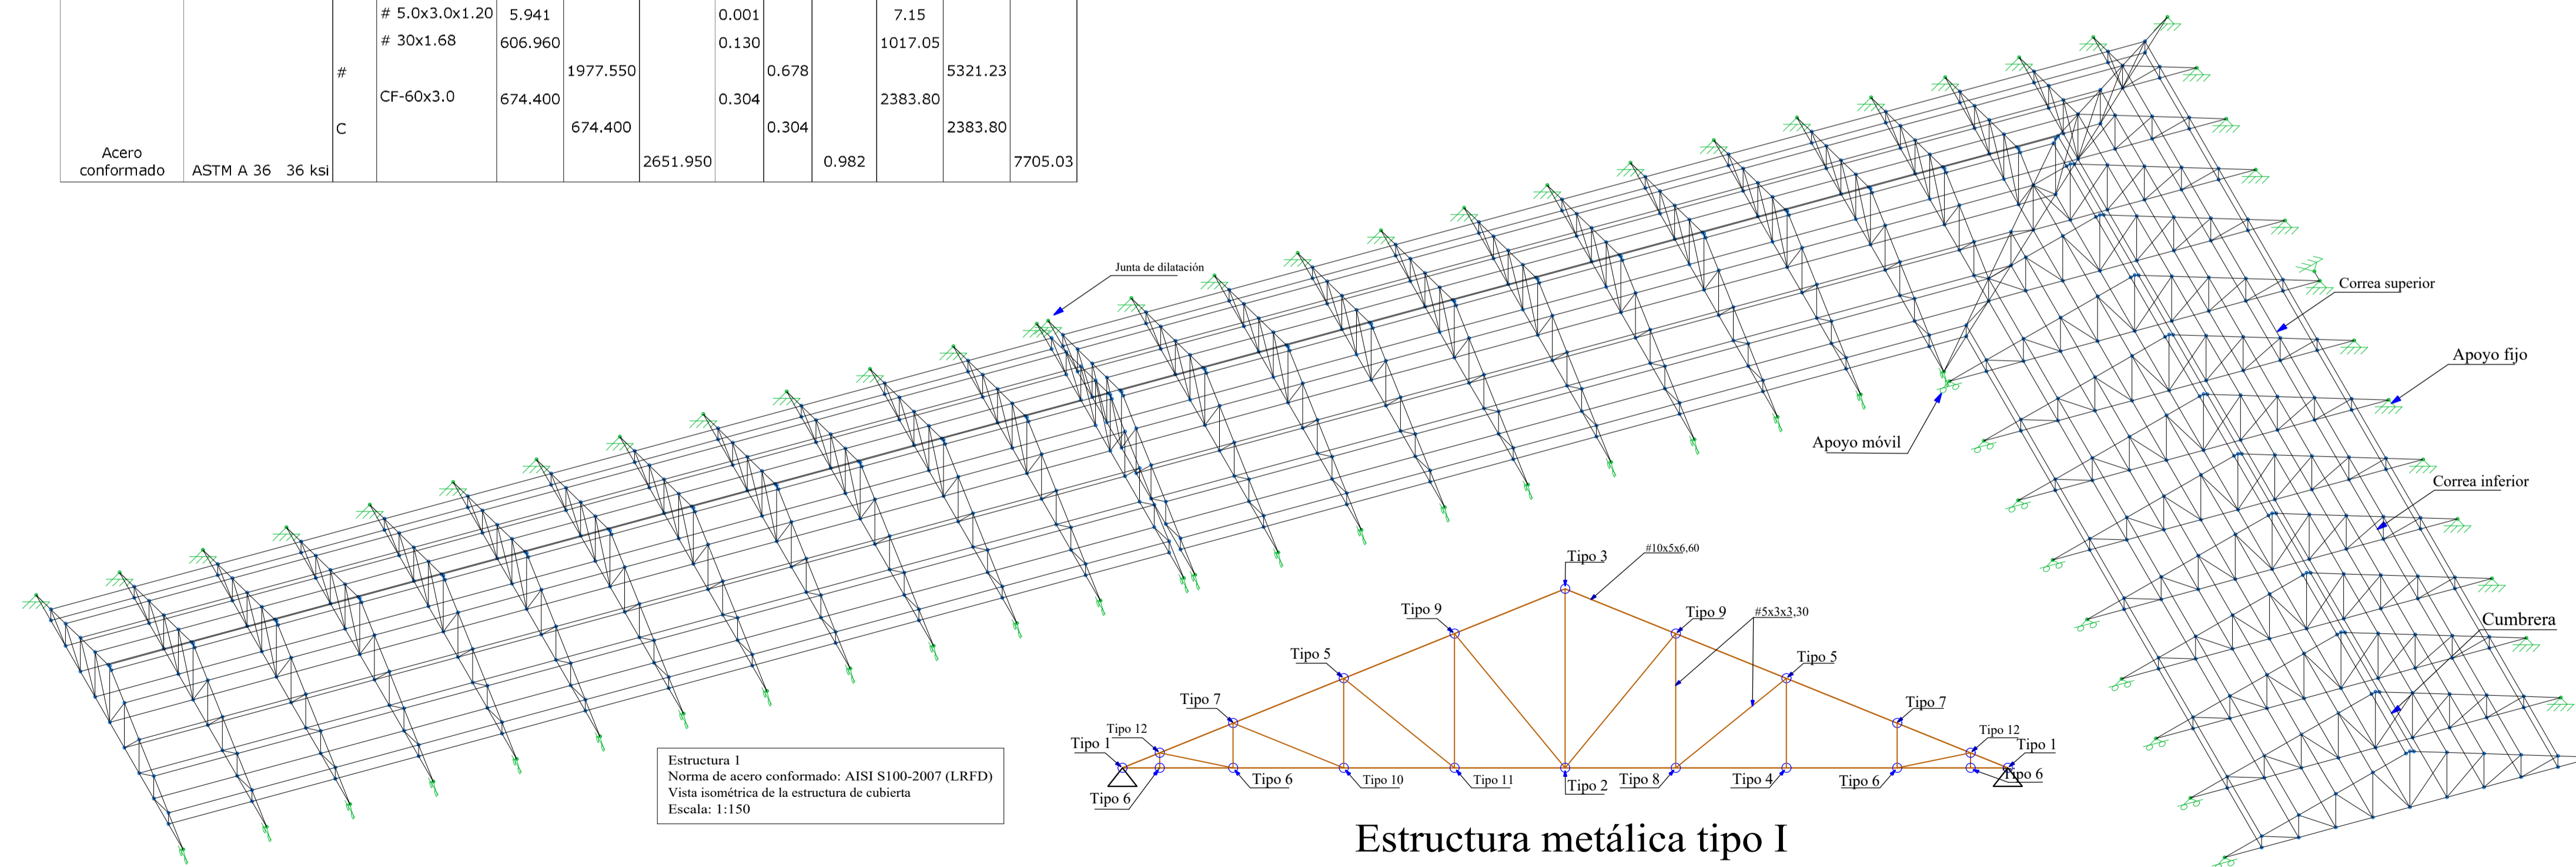 # 5.0x3.0x1.20 5.941 0.001 7.15
# 30x1.68 606.960 0.130 1017.05
# 1977.550 0.678 5321.23
CF-60x3.0 674.400 0.304 2383.80
C 674.400 0.304 2383.80
Acero conformado ASTM A 36 36 ksi 2651.950 0.982 7705.03
Junta de dilatación
Correa superior
Apoyo fijo
Apoyo móvil
Correa inferior
Cumbrera
Tipo 3
#10x5x6,60
Tipo 9
Tipo 9
#5x3x3,30
Tipo 5
Tipo 5
Tipo 7
Tipo 7
Tipo 12
Tipo 12
Tipo 1
Tipo 1
Tipo 6
Tipo 6
Tipo 10
Tipo 11
Tipo 2
Tipo 8
Tipo 4
Tipo 6
Tipo 6
Estructura 1
Norma de acero conformado: AISI S100-2007 (LRFD)
Vista isométrica de la estructura de cubierta
Escala: 1:150
Estructura metálica tipo I